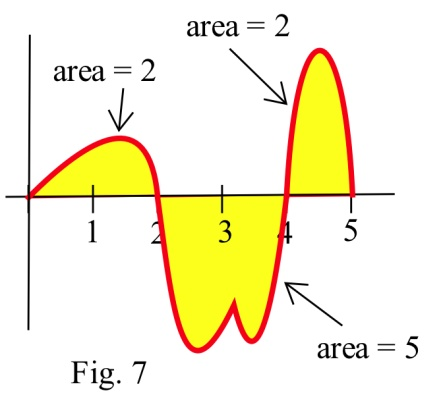 area = 2
area = 2
1 2 3 4 5
area = 5
Fig. 7